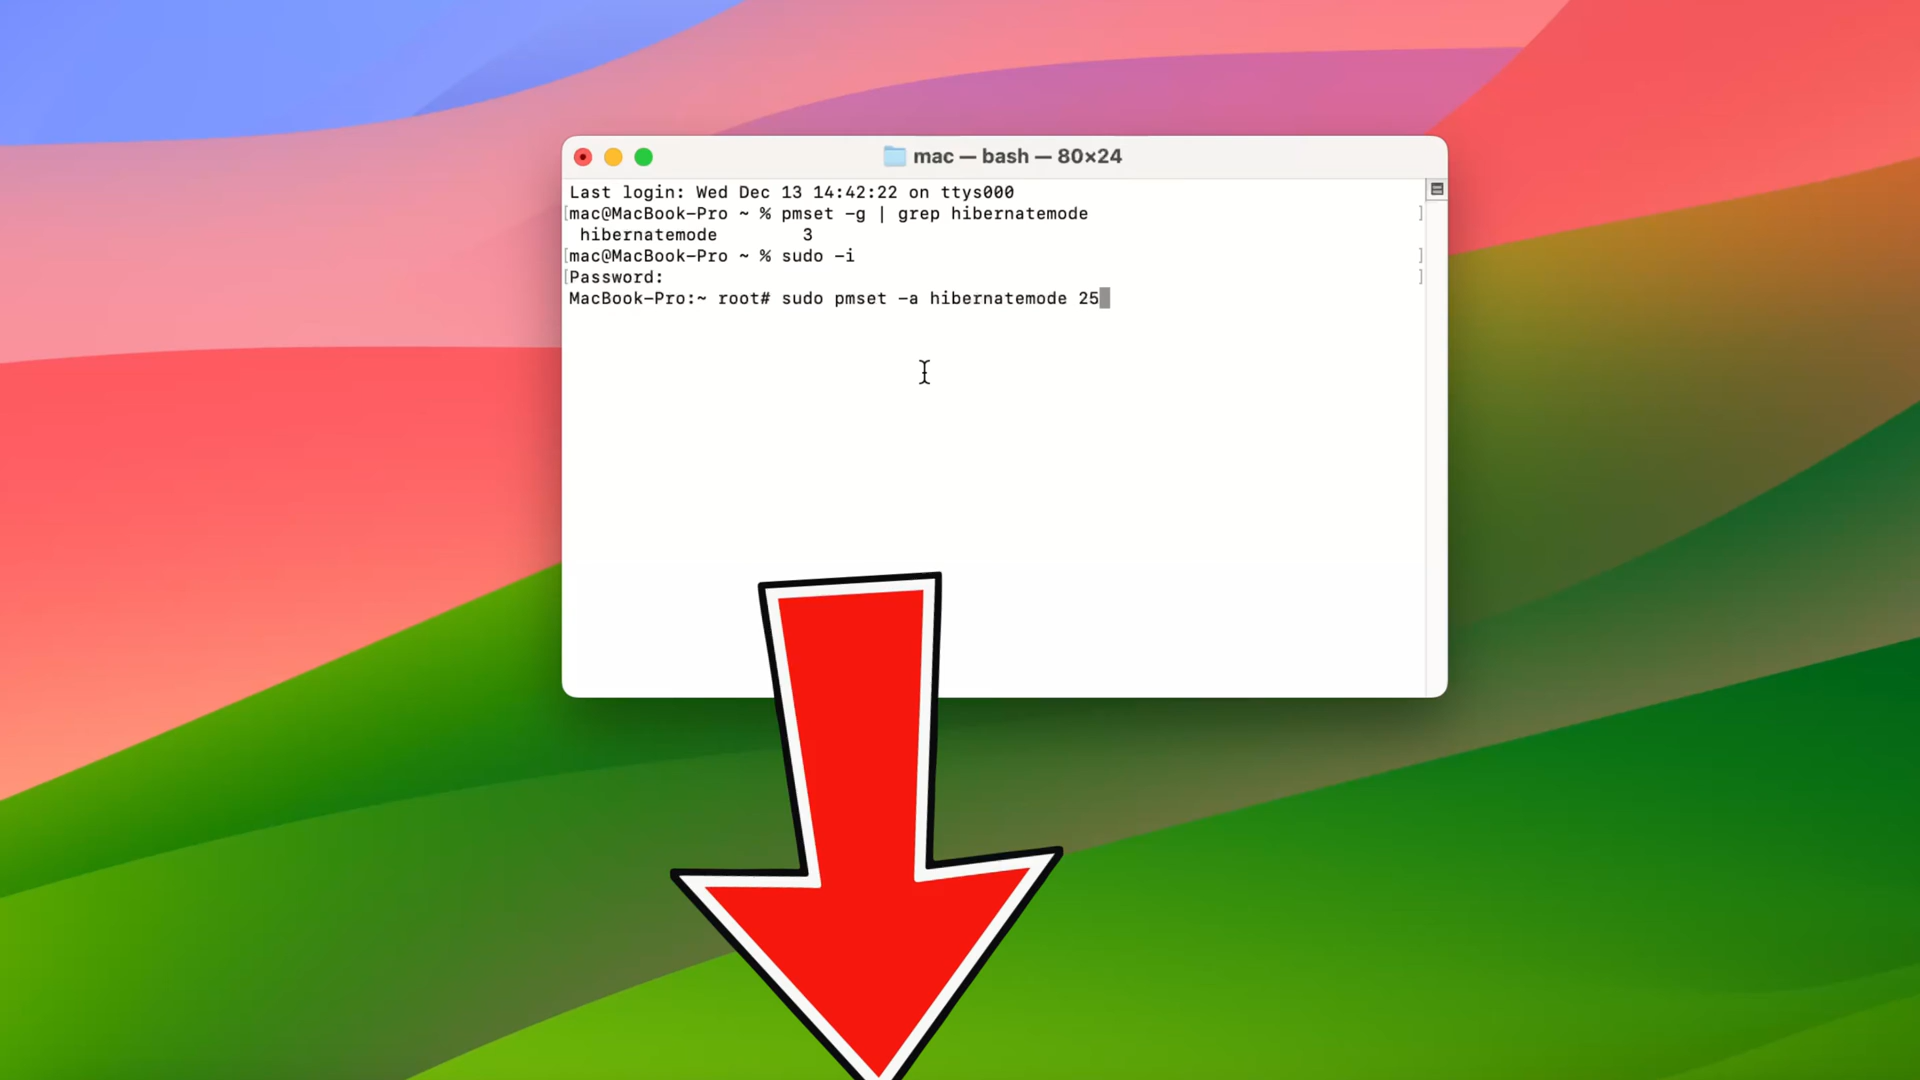 mac — bash — 80×24
Last login: Wed Dec 13 14:42:22 on ttys000
[mac@MacBook-Pro ~ % pmset -g | grep hibernatemode ]
hibernatemode 3
[mac@MacBook-Pro ~ % sudo -i ]
[Password: ]
MacBook-Pro:~ root# sudo pmset -a hibernatemode 25